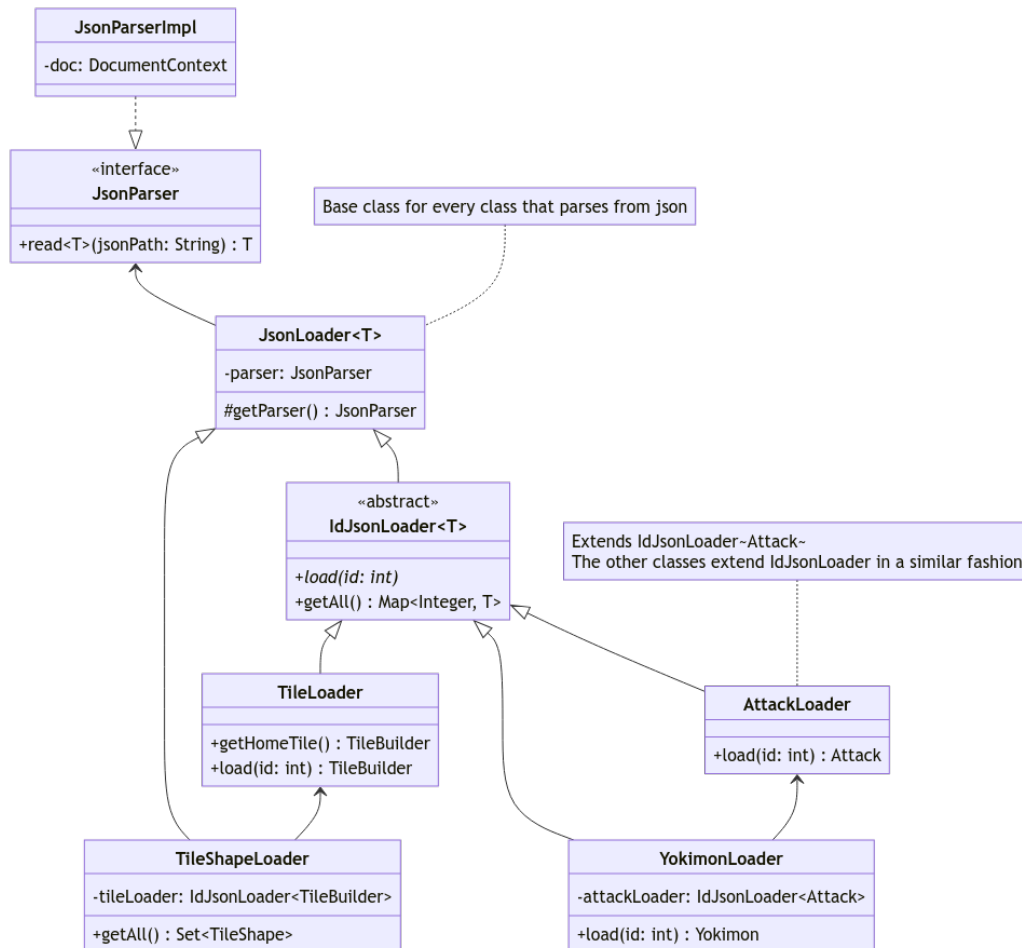 JsonParserImpl
-doc: DocumentContext
«interface»
JsonParser
+read<T>(jsonPath: String) : T
Base class for every class that parses from json
JsonLoader<T>
-parser: JsonParser
#getParser() : JsonParser
«abstract»
IdJsonLoader<T>
+load(id: int)
+getAll() : Map<Integer, T>
Extends IdJsonLoader~Attack~
The other classes extend IdJsonLoader in a similar fashion
TileLoader
+getHomeTile() : TileBuilder
+load(id: int) : TileBuilder
AttackLoader
+load(id: int) : Attack
TileShapeLoader
-tileLoader: IdJsonLoader<TileBuilder>
+getAll() : Set<TileShape>
YokimonLoader
-attackLoader: IdJsonLoader<Attack>
+load(id: int) : Yokimon